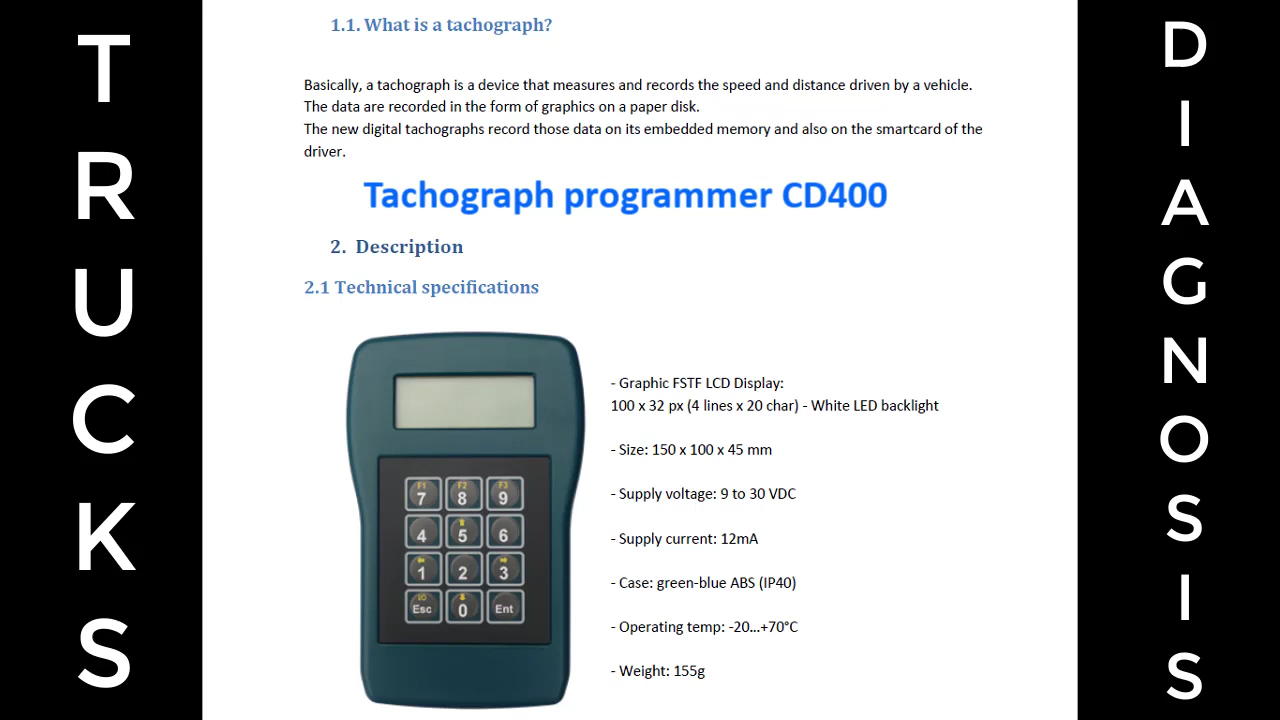 TRUCKS
1.1. What is a tachograph?
Basically, a tachograph is a device that measures and records the speed and distance driven by a vehicle.
The data are recorded in the form of graphics on a paper disk.
The new digital tachographs record those data on its embedded memory and also on the smartcard of the
driver.
Tachograph programmer CD400
2. Description
2.1 Technical specifications
- Graphic FSTF LCD Display:
100 x 32 px (4 lines x 20 char) - White LED backlight
- Size: 150 x 100 x 45 mm
- Supply voltage: 9 to 30 VDC
- Supply current: 12mA
- Case: green-blue ABS (IP40)
- Operating temp: -20...+70°C
- Weight: 155g
F1 F2 F3
7 8 9
4 5 6
1 2 3
I/O
Esc 0 Ent
DIAGNOSIS